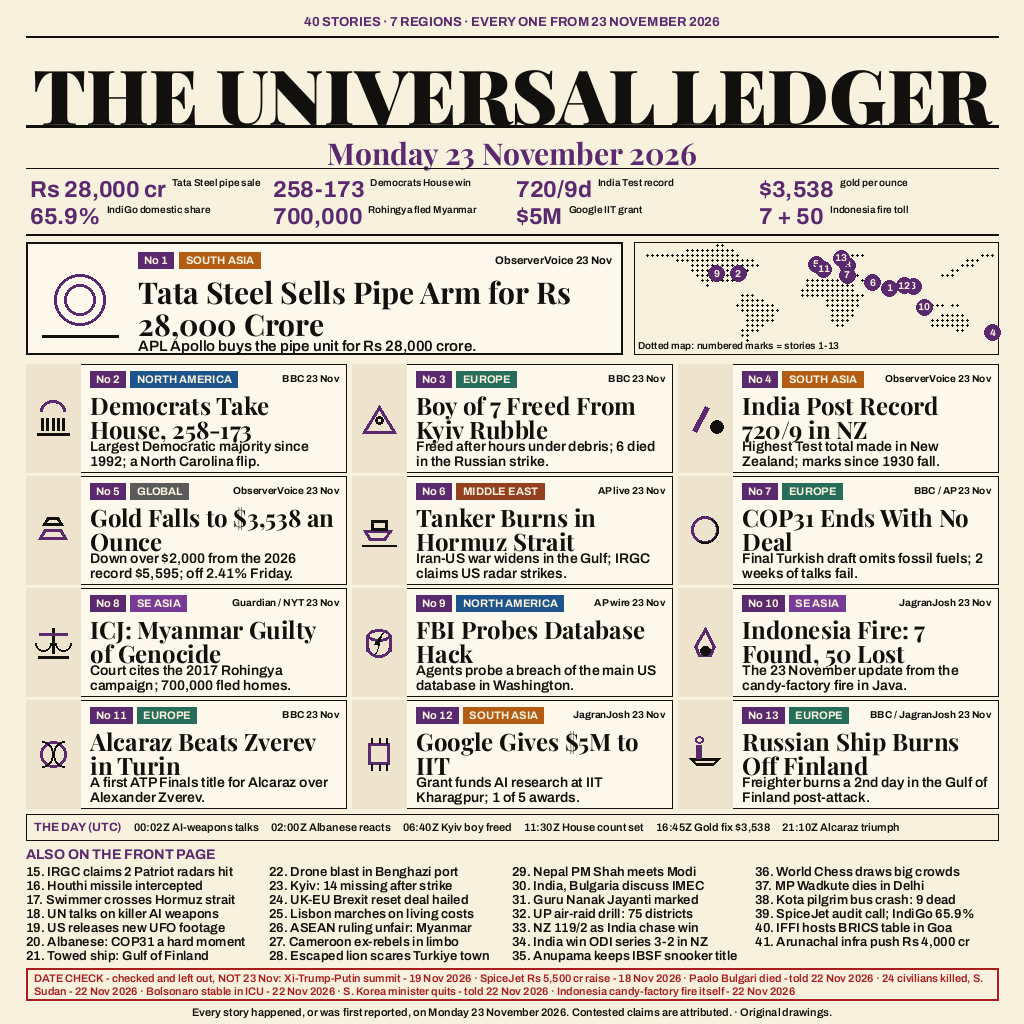 40 STORIES · 7 REGIONS · EVERY ONE FROM 23 NOVEMBER 2026
THE UNIVERSAL LEDGER
Monday 23 November 2026
Rs 28,000 cr Tata Steel pipe sale
258-173 Democrats House win
720/9d India Test record
$3,538 gold per ounce
65.9% IndiGo domestic share
700,000 Rohingya fled Myanmar
$5M Google IIT grant
7 + 50 Indonesia fire toll
No 1 SOUTH ASIA ObserverVoice 23 Nov
Tata Steel Sells Pipe Arm for Rs
28,000 Crore
APL Apollo buys the pipe unit for Rs 28,000 crore.
9 2 11 13 7 6 1 12 10 4
Dotted map: numbered marks = stories 1-13
No 2 NORTH AMERICA BBC 23 Nov
Democrats Take
House, 258-173
Largest Democratic majority since
1992; a North Carolina flip.
No 3 EUROPE BBC 23 Nov
Boy of 7 Freed From
Kyiv Rubble
Freed after hours under debris; 6 died
in the Russian strike.
No 4 SOUTH ASIA ObserverVoice 23 Nov
India Post Record
720/9 in NZ
Highest Test total made in New
Zealand; marks since 1930 fall.
No 5 GLOBAL ObserverVoice 23 Nov
Gold Falls to $3,538 an
Ounce
Down over $2,000 from the 2026
record $5,595; off 2.41% Friday.
No 6 MIDDLE EAST AP live 23 Nov
Tanker Burns in
Hormuz Strait
Iran-US war widens in the Gulf; IRGC
claims US radar strikes.
No 7 EUROPE BBC / AP 23 Nov
COP31 Ends With No
Deal
Final Turkish draft omits fossil fuels; 2
weeks of talks fail.
No 8 SE ASIA Guardian / NYT 23 Nov
ICJ: Myanmar Guilty
of Genocide
Court cites the 2017 Rohingya
campaign; 700,000 fled homes.
No 9 NORTH AMERICA AP wire 23 Nov
FBI Probes Database
Hack
Agents probe a breach of the main US
database in Washington.
No 10 SE ASIA JagranJosh 23 Nov
Indonesia Fire: 7
Found, 50 Lost
The 23 November update from the
candy-factory fire in Java.
No 11 EUROPE BBC 23 Nov
Alcaraz Beats Zverev
in Turin
A first ATP Finals title for Alcaraz over
Alexander Zverev.
No 12 SOUTH ASIA JagranJosh 23 Nov
Google Gives $5M to
IIT
Grant funds AI research at IIT
Kharagpur; 1 of 5 awards.
No 13 EUROPE BBC / JagranJosh 23 Nov
Russian Ship Burns
Off Finland
Freighter burns a 2nd day in the Gulf of
Finland post-attack.
THE DAY (UTC) 00:02Z AI-weapons talks 02:00Z Albanese reacts 06:40Z Kyiv boy freed 11:30Z House count set 16:45Z Gold fix $3,538 21:10Z Alcaraz triumph
ALSO ON THE FRONT PAGE
15. IRGC claims 2 Patriot radars hit
16. Houthi missile intercepted
17. Swimmer crosses Hormuz strait
18. UN talks on killer AI weapons
19. US releases new UFO footage
20. Albanese: COP31 a hard moment
21. Towed ship: Gulf of Finland
22. Drone blast in Benghazi port
23. Kyiv: 14 missing after strike
24. UK-EU Brexit reset deal hailed
25. Lisbon marches on living costs
26. ASEAN ruling unfair: Myanmar
27. Cameroon ex-rebels in limbo
28. Escaped lion scares Turkiye town
29. Nepal PM Shah meets Modi
30. India, Bulgaria discuss IMEC
31. Guru Nanak Jayanti marked
32. UP air-raid drill: 75 districts
33. NZ 119/2 as India chase win
34. India win ODI series 3-2 in NZ
35. Anupama keeps IBSF snooker title
36. World Chess draws big crowds
37. MP Wadkute dies in Delhi
38. Kota pilgrim bus crash: 9 dead
39. SpiceJet audit call; IndiGo 65.9%
40. IFFI hosts BRICS table in Goa
41. Arunachal infra push Rs 4,000 cr
DATE CHECK - checked and left out, NOT 23 Nov: Xi-Trump-Putin summit - 19 Nov 2026 · SpiceJet Rs 5,500 cr raise - 18 Nov 2026 · Paolo Bulgari died - told 22 Nov 2026 · 24 civilians killed, S.
Sudan - 22 Nov 2026 · Bolsonaro stable in ICU - 22 Nov 2026 · S. Korea minister quits - told 22 Nov 2026 · Indonesia candy-factory fire itself - 22 Nov 2026
Every story happened, or was first reported, on Monday 23 November 2026. Contested claims are attributed. · Original drawings.